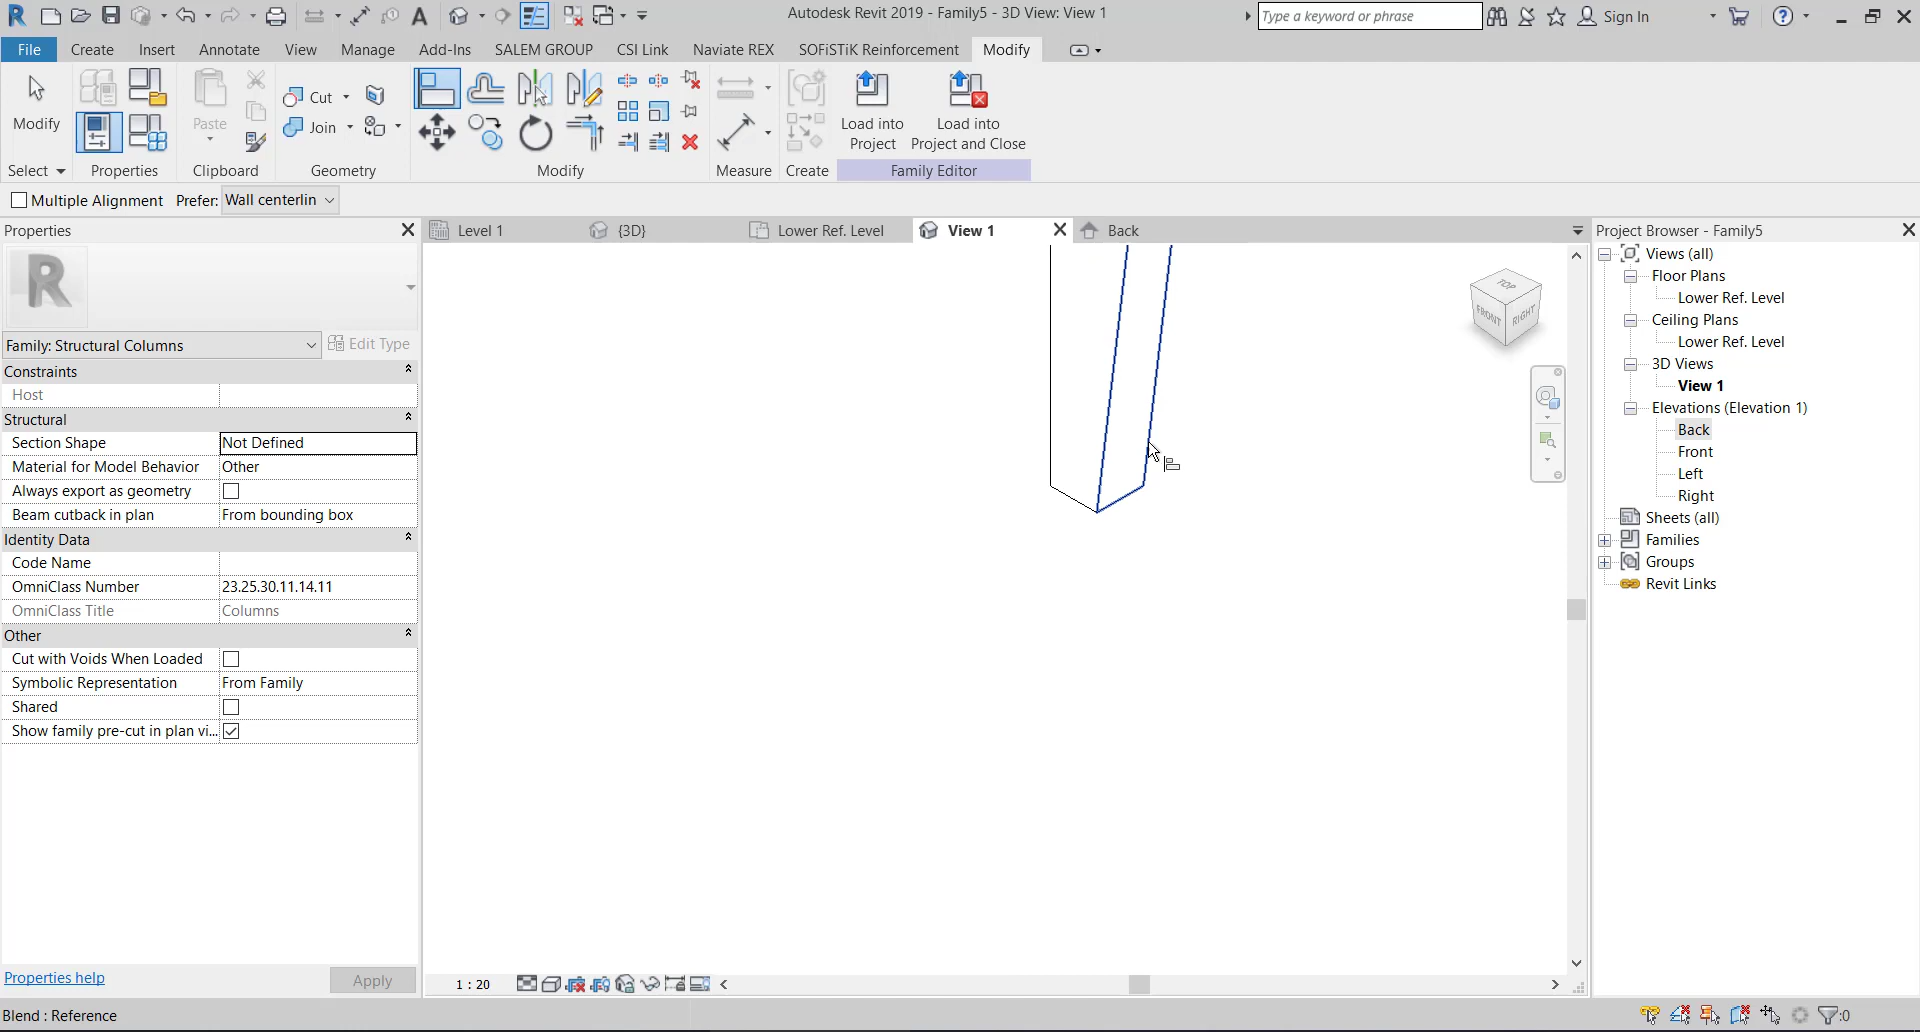 Autodesk Revit 2019 - Family5 - 3D View: View 1
Type a keyword or phrase
Sign In
File
Create
Insert
Annotate
View
Manage
Add-Ins
SALEM GROUP
CSI Link
Naviate REX
SOFiSTiK Reinforcement
Modify
Modify
Paste
Cut
Join
Load into Project
Load into Project and Close
Select
Properties
Clipboard
Geometry
Modify
Measure
Create
Family Editor
Multiple Alignment
Prefer:
Wall centerlin
Properties
Level 1
{3D}
Lower Ref. Level
View 1
Back
Project Browser - Family5
R
Family: Structural Columns
Edit Type
Constraints
Host
Structural
Section Shape
Not Defined
Material for Model Behavior
Other
Always export as geometry
Beam cutback in plan
From bounding box
Identity Data
Code Name
OmniClass Number
23.25.30.11.14.11
OmniClass Title
Columns
Other
Cut with Voids When Loaded
Symbolic Representation
From Family
Shared
Show family pre-cut in plan vi...
Properties help
Apply
TOP
FRONT
RIGHT
Views (all)
Floor Plans
Lower Ref. Level
Ceiling Plans
Lower Ref. Level
3D Views
View 1
Elevations (Elevation 1)
Back
Front
Left
Right
Sheets (all)
Families
Groups
Revit Links
1 : 20
Blend : Reference
:0